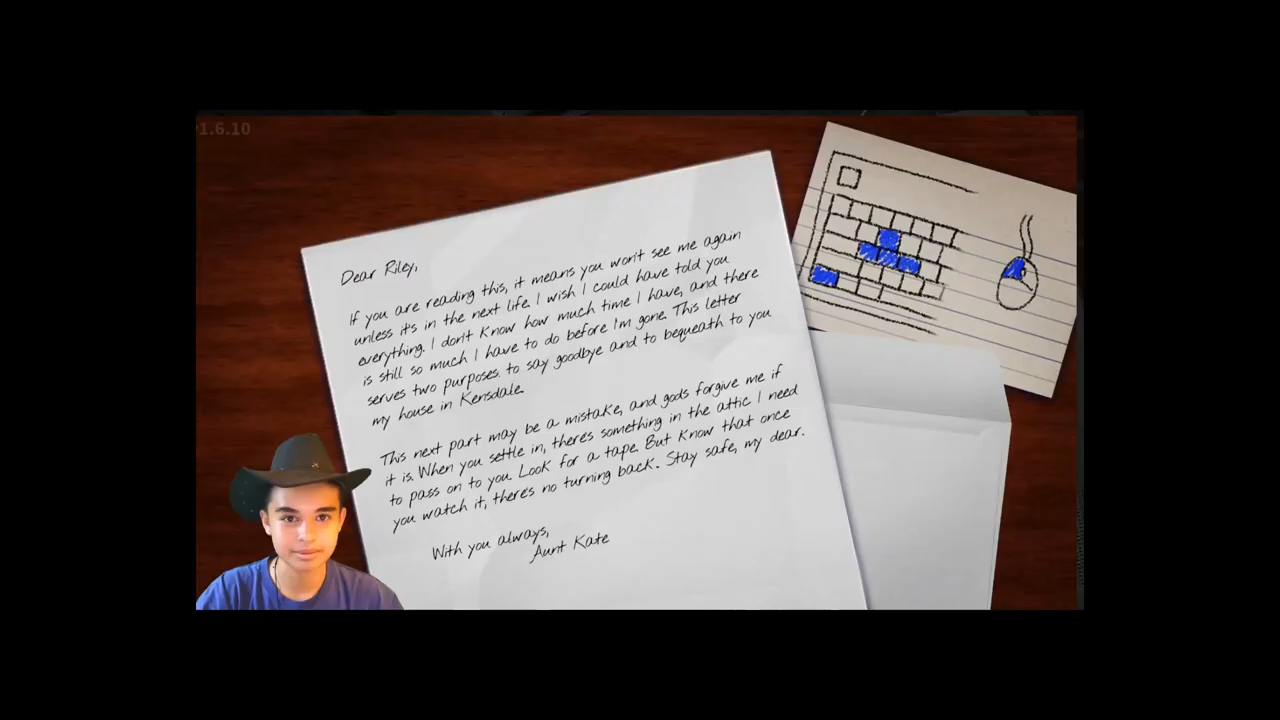 v1.6.10
Dear Riley,
If you are reading this, it means you won't see me again
unless it's in the next life. I wish I could have told you
everything. I don't know how much time I have, and there
is still so much I have to do before I'm gone. This letter
serves two purposes: to say goodbye and to bequeath to you
my house in Kensdale.
This next part may be a mistake, and gods forgive me if
it is. When you settle in, there's something in the attic I need
to pass on to you. Look for a tape. But know that once
you watch it, there's no turning back. Stay safe, my dear.
With you always,
Aunt Kate